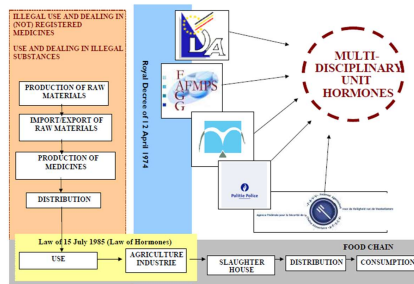 ILLEGAL USE AND DEALING IN
(NOT) REGISTERED
MEDICINES
USE AND DEALING IN ILLEGAL
SUBSTANCES
PRODUCTION OF RAW
MATERIALS
IMPORT/EXPORT OF
RAW MATERIALS
PRODUCTION OF
MEDICINES
DISTRIBUTION
Royal Decree of 12 April 1974
FAGG
AFMPS
Politie Police
MULTI-
DISCIPLINARY
UNIT
HORMONES
Law of 15 July 1985 (Law of Hormones)
USE
AGRICULTURE
INDUSTRIE
FOOD CHAIN
SLAUGHTER
HOUSE
DISTRIBUTION
CONSUMPTION